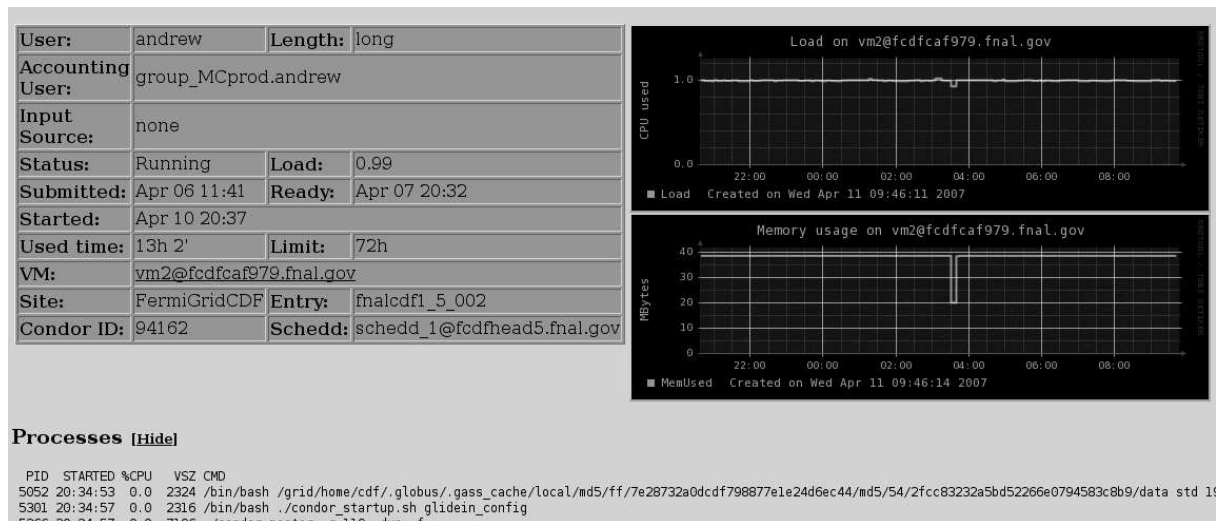 User: andrew Length: long
Accounting User: group_MCprod.andrew
Input Source: none
Status: Running Load: 0.99
Submitted: Apr 06 11:41 Ready: Apr 07 20:32
Started: Apr 10 20:37
Used time: 13h 2' Limit: 72h
VM: vm2@fcdfcaf979.fnal.gov
Site: FermiGridCDF Entry: fnalcdf1_5_002
Condor ID: 94162 Schedd: schedd_1@fcdfhead5.fnal.gov
Load on vm2@fcdfcaf979.fnal.gov
CPU used
1.0
0.0
22:00 00:00 02:00 04:00 06:00 08:00
Load Created on Wed Apr 11 09:46:11 2007
RRDTOOL / TOBI OETIKER
Memory usage on vm2@fcdfcaf979.fnal.gov
MBytes
40
30
20
10
0
22:00 00:00 02:00 04:00 06:00 08:00
MemUsed Created on Wed Apr 11 09:46:14 2007
RRDTOOL / TOBI OETIKER
Processes [Hide]
PID STARTED %CPU VSZ CMD
5052 20:34:53 0.0 2324 /bin/bash /grid/home/cdf/.globus/.gass_cache/local/md5/ff/7e28732a0dcdf798877e1e24d6ec44/md5/54/2fcc83232a5bd52266e0794583c8b9/data std 19
5301 20:34:57 0.0 2316 /bin/bash ./condor_startup.sh glidein_config